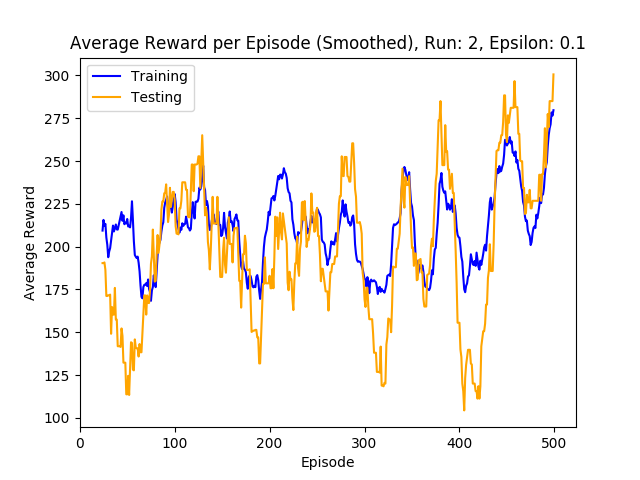 Average Reward per Episode (Smoothed), Run: 2, Epsilon: 0.1
Training
Testing
300
275
250
225
200
175
150
125
100
Average Reward
0 100 200 300 400 500
Episode